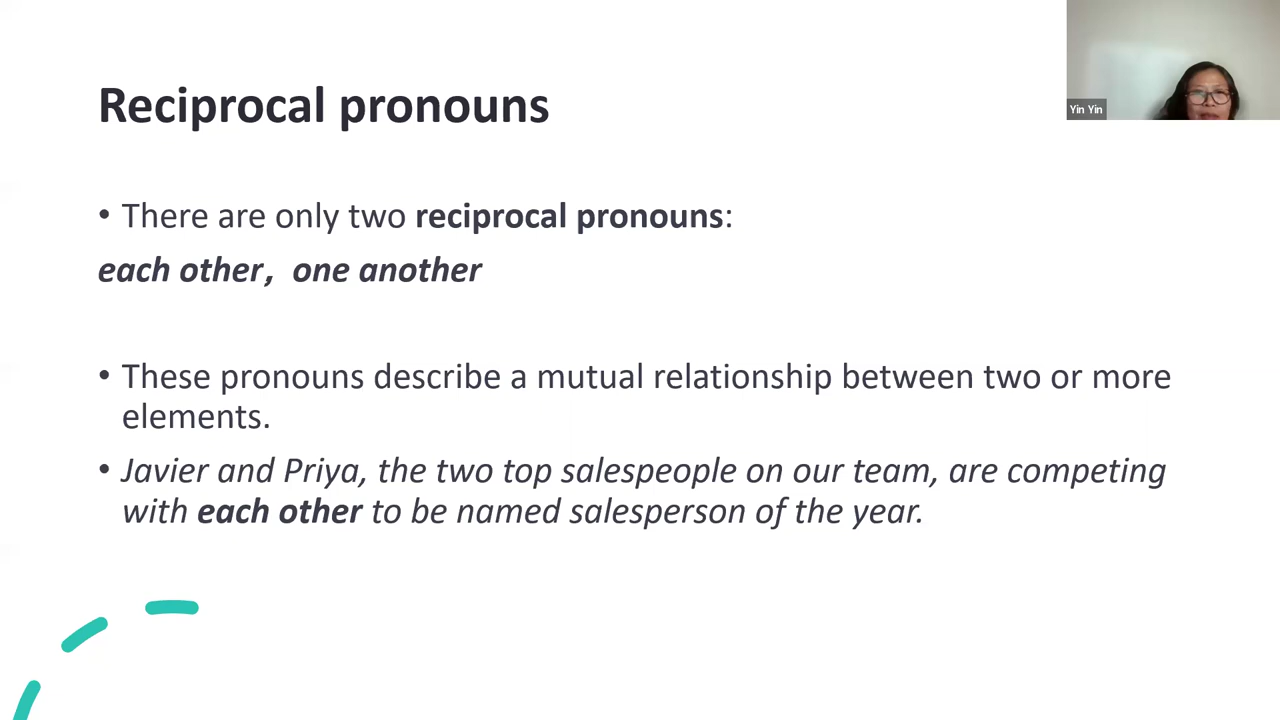 Reciprocal pronouns
Yin Yin
• There are only two reciprocal pronouns:
each other, one another
• These pronouns describe a mutual relationship between two or more
elements.
• Javier and Priya, the two top salespeople on our team, are competing
with each other to be named salesperson of the year.